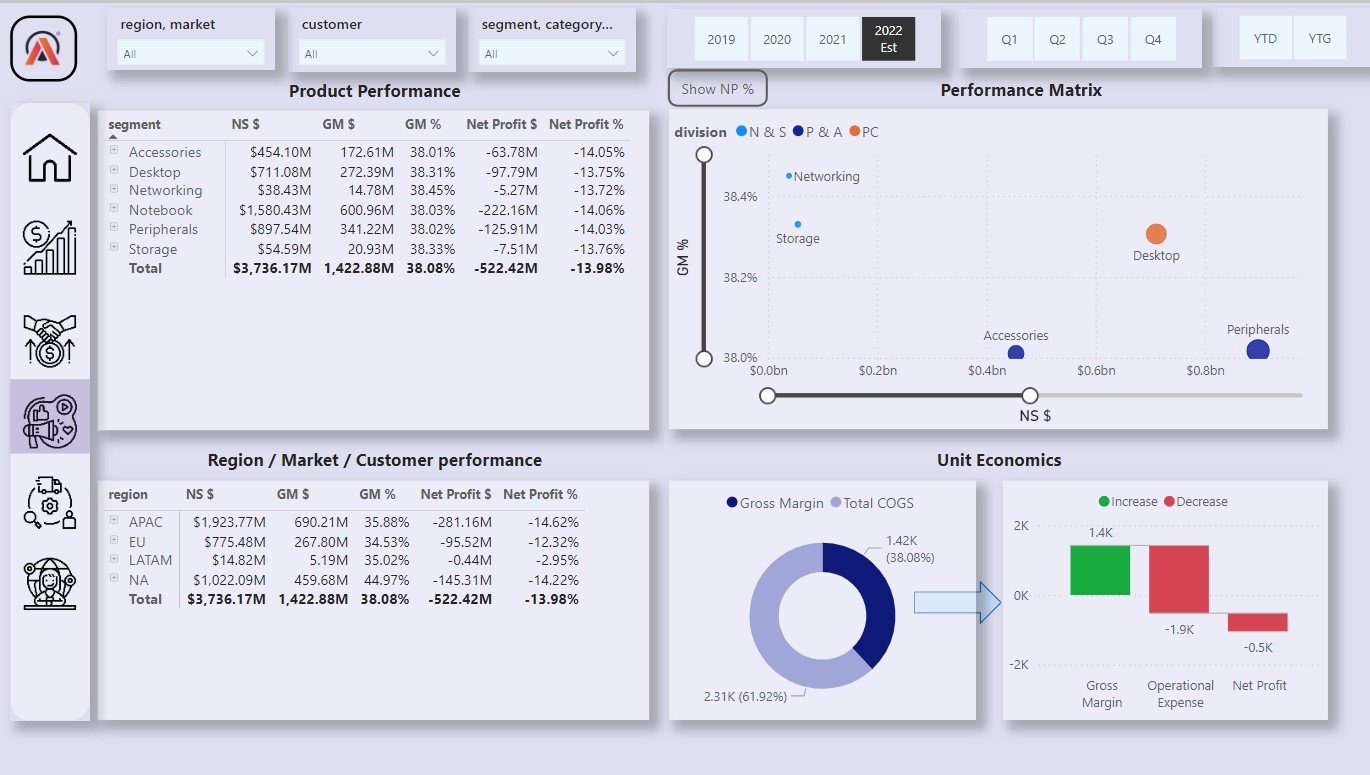 region, market
All
customer
All
segment, category...
All
2019 2020 2021 2022 Est
Q1 Q2 Q3 Q4
YTD YTG
Product Performance
segment NS $ GM $ GM % Net Profit $ Net Profit %
Accessories $454.10M 172.61M 38.01% -63.78M -14.05%
Desktop $711.08M 272.39M 38.31% -97.79M -13.75%
Networking $38.43M 14.78M 38.45% -5.27M -13.72%
Notebook $1,580.43M 600.96M 38.03% -222.16M -14.06%
Peripherals $897.54M 341.22M 38.02% -125.91M -14.03%
Storage $54.59M 20.93M 38.33% -7.51M -13.76%
Total $3,736.17M 1,422.88M 38.08% -522.42M -13.98%
Show NP %
Performance Matrix
division N & S P & A PC
GM %
38.4%
38.2%
38.0%
Networking
Storage
Desktop
Accessories
Peripherals
$0.0bn $0.2bn $0.4bn $0.6bn $0.8bn
NS $
Region / Market / Customer performance
region NS $ GM $ GM % Net Profit $ Net Profit %
APAC $1,923.77M 690.21M 35.88% -281.16M -14.62%
EU $775.48M 267.80M 34.53% -95.52M -12.32%
LATAM $14.82M 5.19M 35.02% -0.44M -2.95%
NA $1,022.09M 459.68M 44.97% -145.31M -14.22%
Total $3,736.17M 1,422.88M 38.08% -522.42M -13.98%
Unit Economics
Gross Margin Total COGS
1.42K
(38.08%)
2.31K (61.92%)
Increase Decrease
2K
0K
-2K
1.4K
-1.9K
-0.5K
Gross
Margin
Operational
Expense
Net Profit